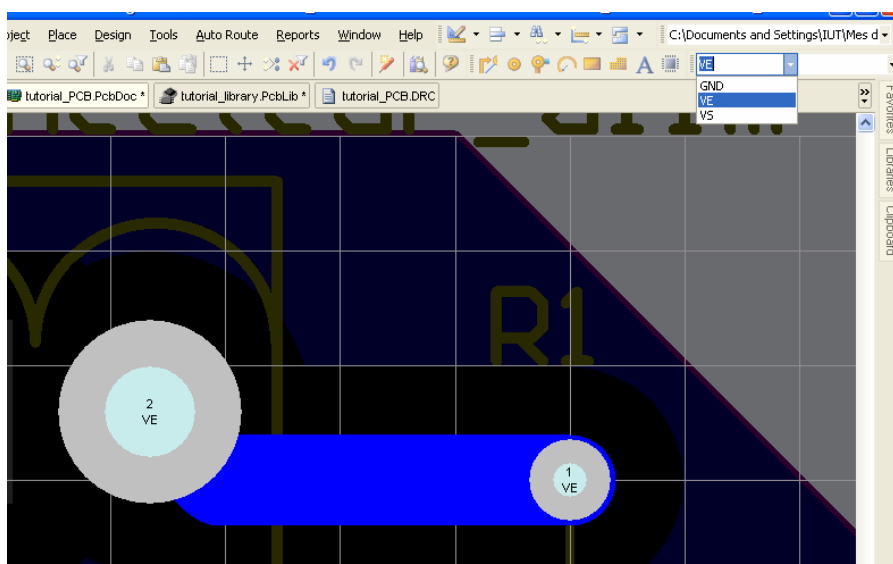 oject Place Design Tools Auto Route Reports Window Help C:\Documents and Settings\IUT\Mes d
A VE
GND
VE
VS
tutorial_PCB.PcbDoc * tutorial_library.PcbLib * tutorial_PCB.DRC
Favorites
Libraries
Clipboard
R1
2
VE
1
VE